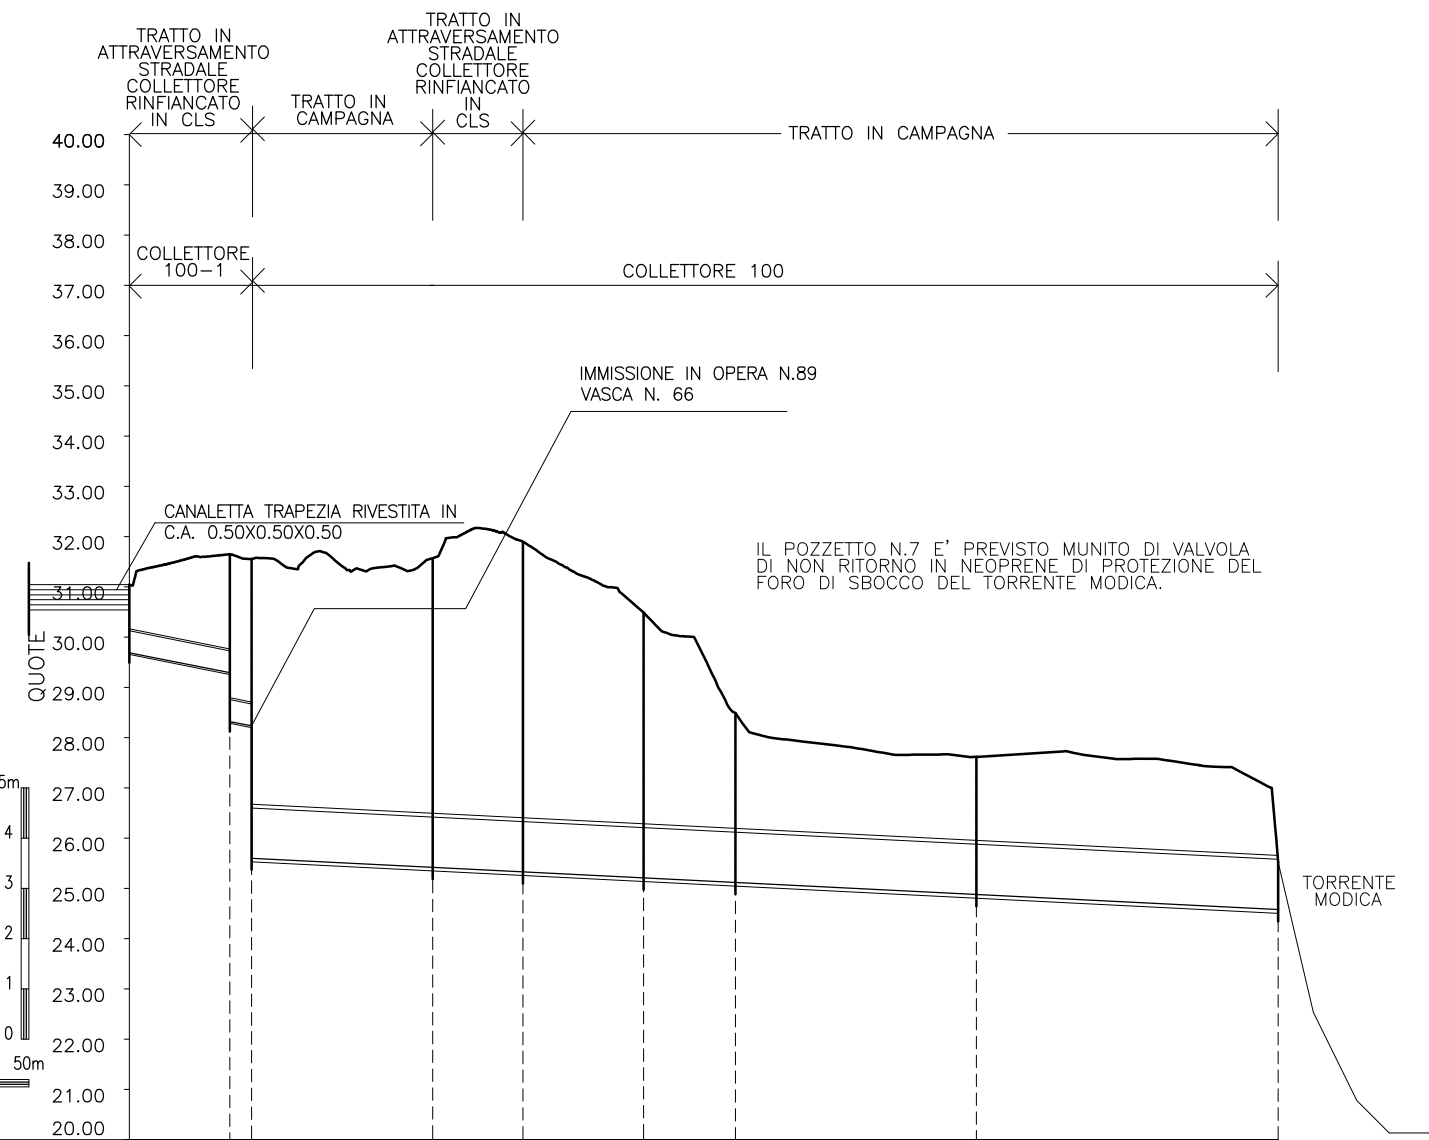 TRATTO IN
ATTRAVERSAMENTO
STRADALE
COLLETTORE
RINFIANCATO
IN CLS
TRATTO IN
CAMPAGNA
TRATTO IN
ATTRAVERSAMENTO
STRADALE
COLLETTORE
RINFIANCATO
IN
CLS
TRATTO IN CAMPAGNA
40.00
39.00
38.00
COLLETTORE
100-1
COLLETTORE 100
37.00
36.00
35.00
IMMISSIONE IN OPERA N.89
VASCA N. 66
34.00
33.00
CANALETTA TRAPEZIA RIVESTITA IN
C.A. 0.50X0.50X0.50
32.00
IL POZZETTO N.7 E' PREVISTO MUNITO DI VALVOLA
DI NON RITORNO IN NEOPRENE DI PROTEZIONE DEL
FORO DI SBOCCO DEL TORRENTE MODICA.
31.00
30.00
QUOTE
29.00
28.00
27.00
26.00
25.00
24.00
23.00
22.00
21.00
20.00
TORRENTE
MODICA
5m
4
3
2
1
0
50m